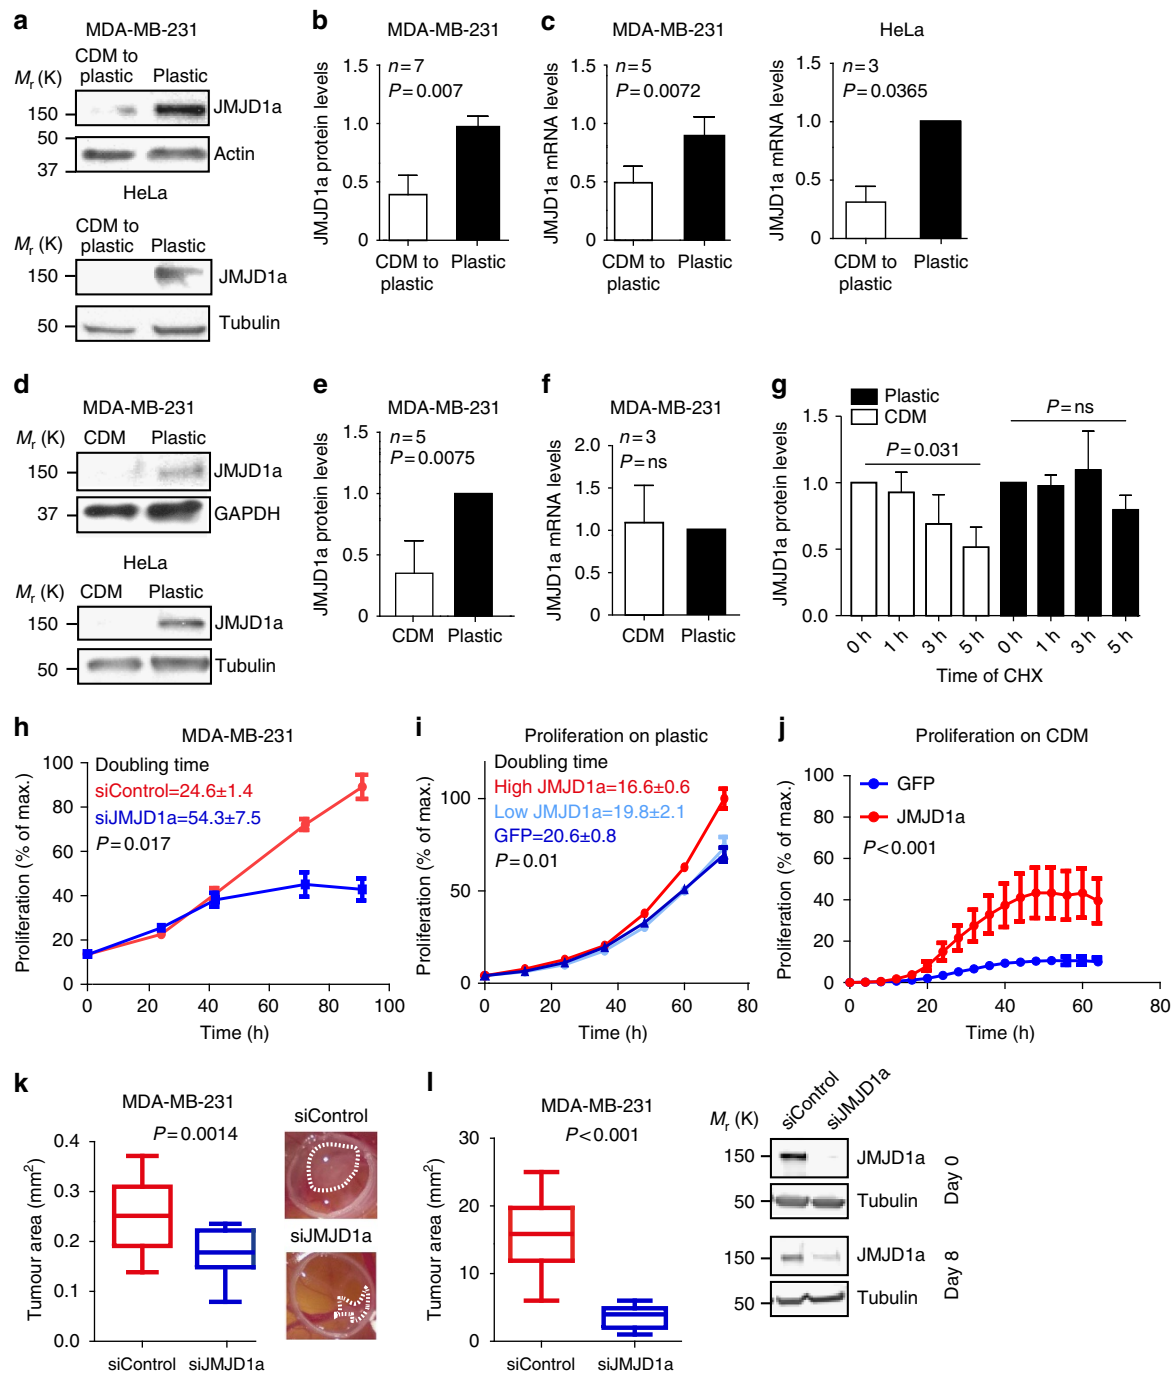 a
MDA-MB-231
CDM to plastic
Plastic
Mr (K)
150
JMJD1a
50
37
Actin
HeLa
CDM to plastic
Plastic
Mr (K)
150
JMJD1a
50
Tubulin
b
MDA-MB-231
n=7
P=0.007
JMJD1a protein levels
1.5
1.0
0.5
0
CDM to plastic
Plastic
c
MDA-MB-231
n=5
P=0.0072
JMJD1a mRNA levels
1.5
1.0
0.5
0
CDM to plastic
Plastic
HeLa
n=3
P=0.0365
JMJD1a mRNA levels
1.5
1.0
0.5
0
CDM to plastic
Plastic
d
MDA-MB-231
Mr (K)
CDM
Plastic
150
JMJD1a
37
GAPDH
HeLa
Mr (K)
CDM
Plastic
150
JMJD1a
50
Tubulin
e
MDA-MB-231
n=5
P=0.0075
JMJD1a protein levels
1.5
1.0
0.5
0
CDM
Plastic
f
MDA-MB-231
n=3
P=ns
JMJD1a mRNA levels
2.0
1.5
1.0
0.5
0
CDM
Plastic
g
Plastic
CDM
P=ns
P=0.031
JMJD1a protein levels
1.5
1.0
0.5
0.0
0 h
1 h
3 h
5 h
0 h
1 h
3 h
5 h
Time of CHX
h
MDA-MB-231
Doubling time
siControl=24.6±1.4
siJMJD1a=54.3±7.5
P=0.017
Proliferation (% of max.)
100
80
60
40
20
0
0 20 40 60 80 100
Time (h)
i
Proliferation on plastic
Doubling time
High JMJD1a=16.6±0.6
Low JMJD1a=19.8±2.1
GFP=20.6±0.8
P=0.01
Proliferation (% of max.)
100
50
0
0 20 40 60 80
Time (h)
j
Proliferation on CDM
GFP
JMJD1a
P<0.001
Proliferation (% of max.)
100
80
60
40
20
0
0 20 40 60 80
Time (h)
k
MDA-MB-231
P=0.0014
Tumour area (mm²)
0.4
0.3
0.2
0.1
0.0
siControl
siJMJD1a
siControl
siJMJD1a
l
MDA-MB-231
P<0.001
Tumour area (mm²)
30
20
10
0
siControl
siJMJD1a
siControl
siJMJD1a
Mr (K)
150
JMJD1a
50
Tubulin
Day 0
150
JMJD1a
50
Tubulin
Day 8